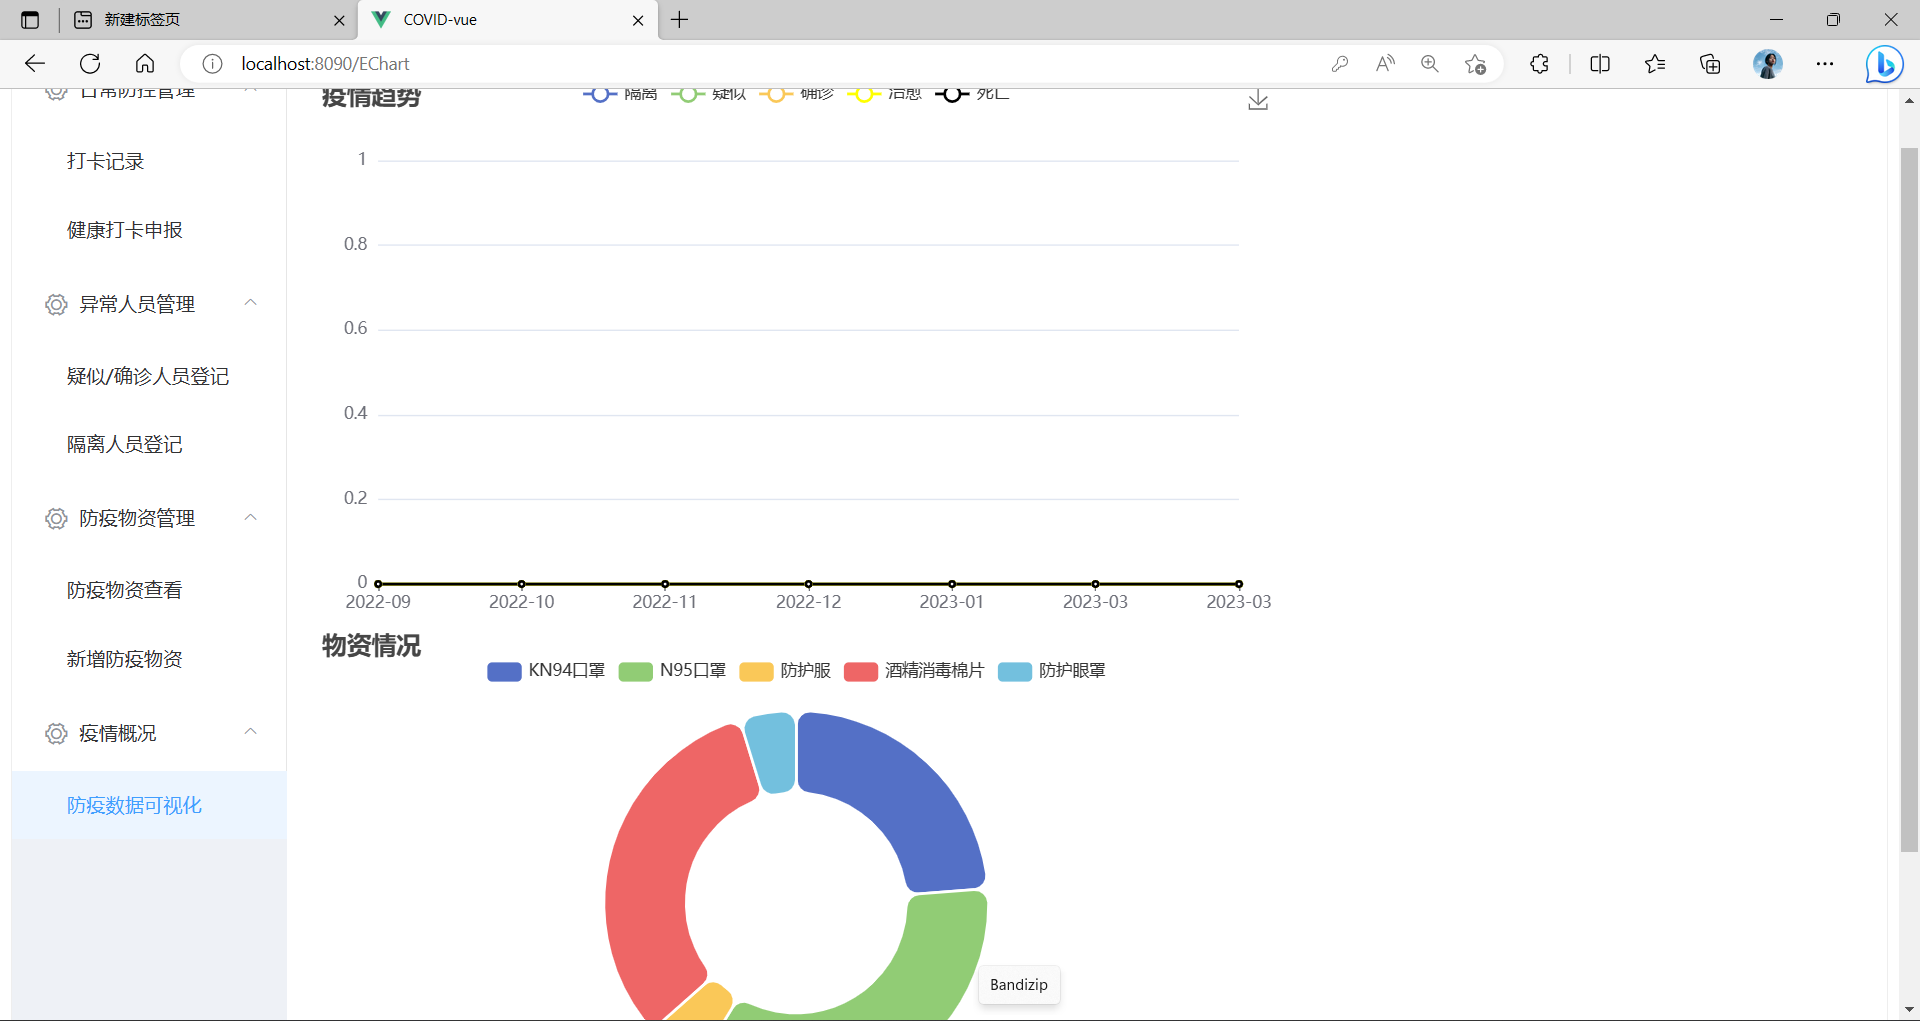 新建标签页
COVID-vue
localhost:8090/EChart
日常防控管理
打卡记录
健康打卡申报
异常人员管理
疑似/确诊人员登记
隔离人员登记
防疫物资管理
防疫物资查看
新增防疫物资
疫情概况
防疫数据可视化
疫情趋势
隔离 疑似 确诊 治愈 死亡
1
0.8
0.6
0.4
0.2
0
2022-09 2022-10 2022-11 2022-12 2023-01 2023-03 2023-03
物资情况
KN94口罩 N95口罩 防护服 酒精消毒棉片 防护眼罩
Bandizip